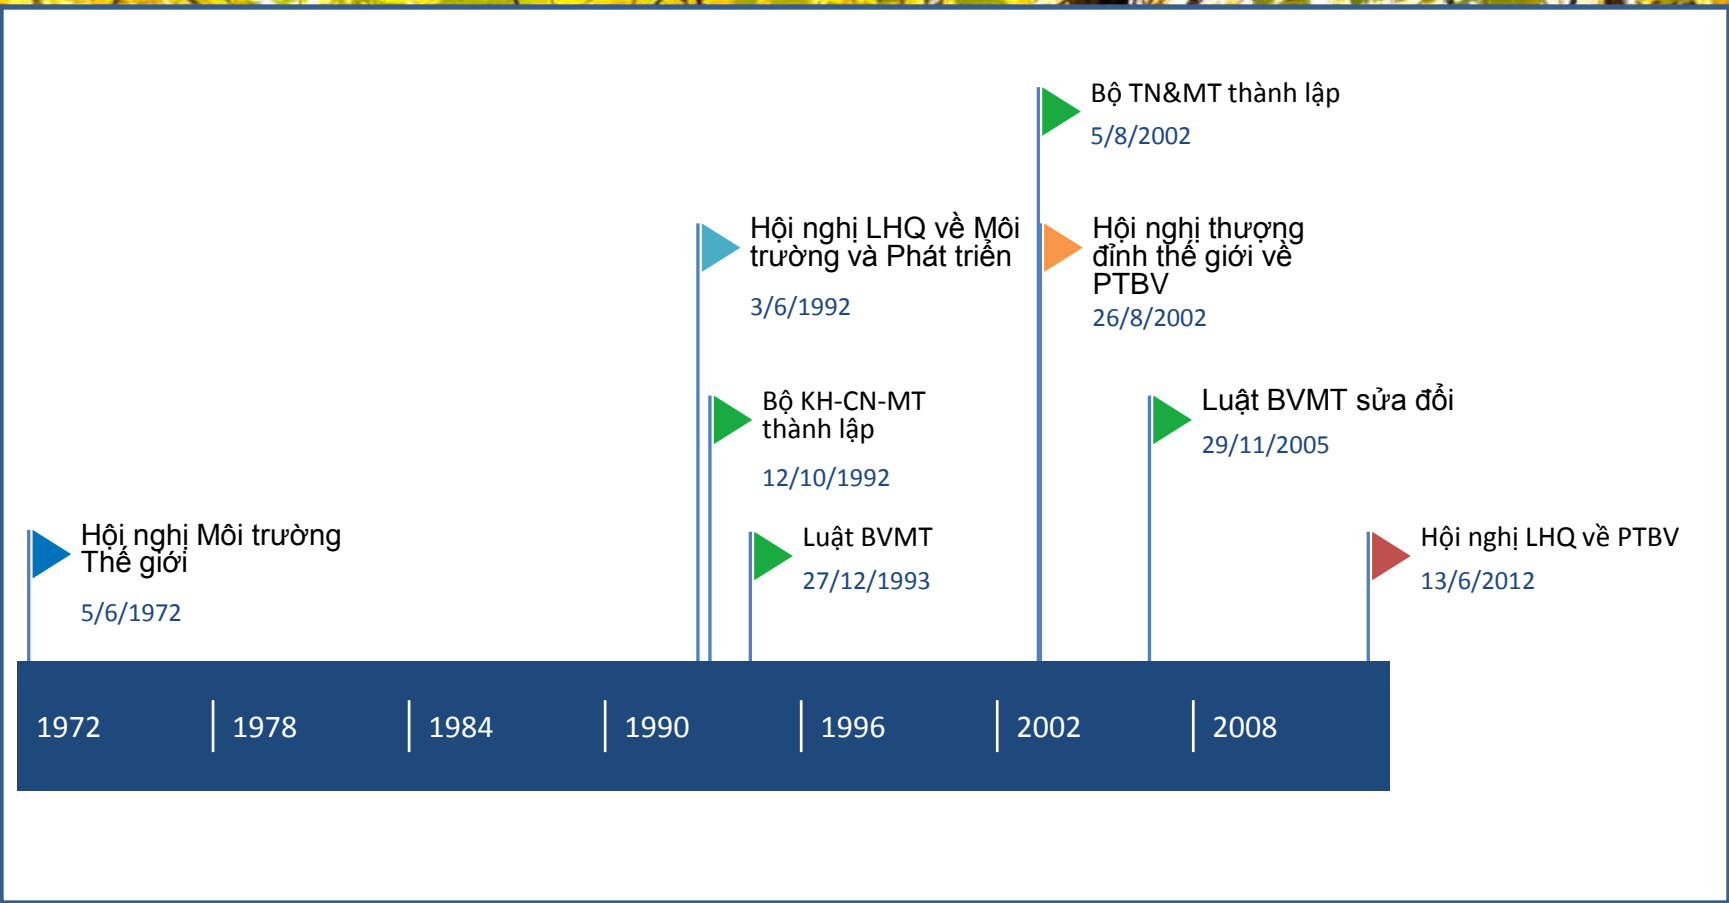 Bộ TN&MT thành lập
5/8/2002
Hội nghị LHQ về Môi
trường và Phát triển
3/6/1992
Hội nghị thượng
đỉnh thế giới về
PTBV
26/8/2002
Bộ KH-CN-MT
thành lập
12/10/1992
Luật BVMT sửa đổi
29/11/2005
Hội nghị Môi trường
Thế giới
5/6/1972
Luật BVMT
27/12/1993
Hội nghị LHQ về PTBV
13/6/2012
1972
1978
1984
1990
1996
2002
2008